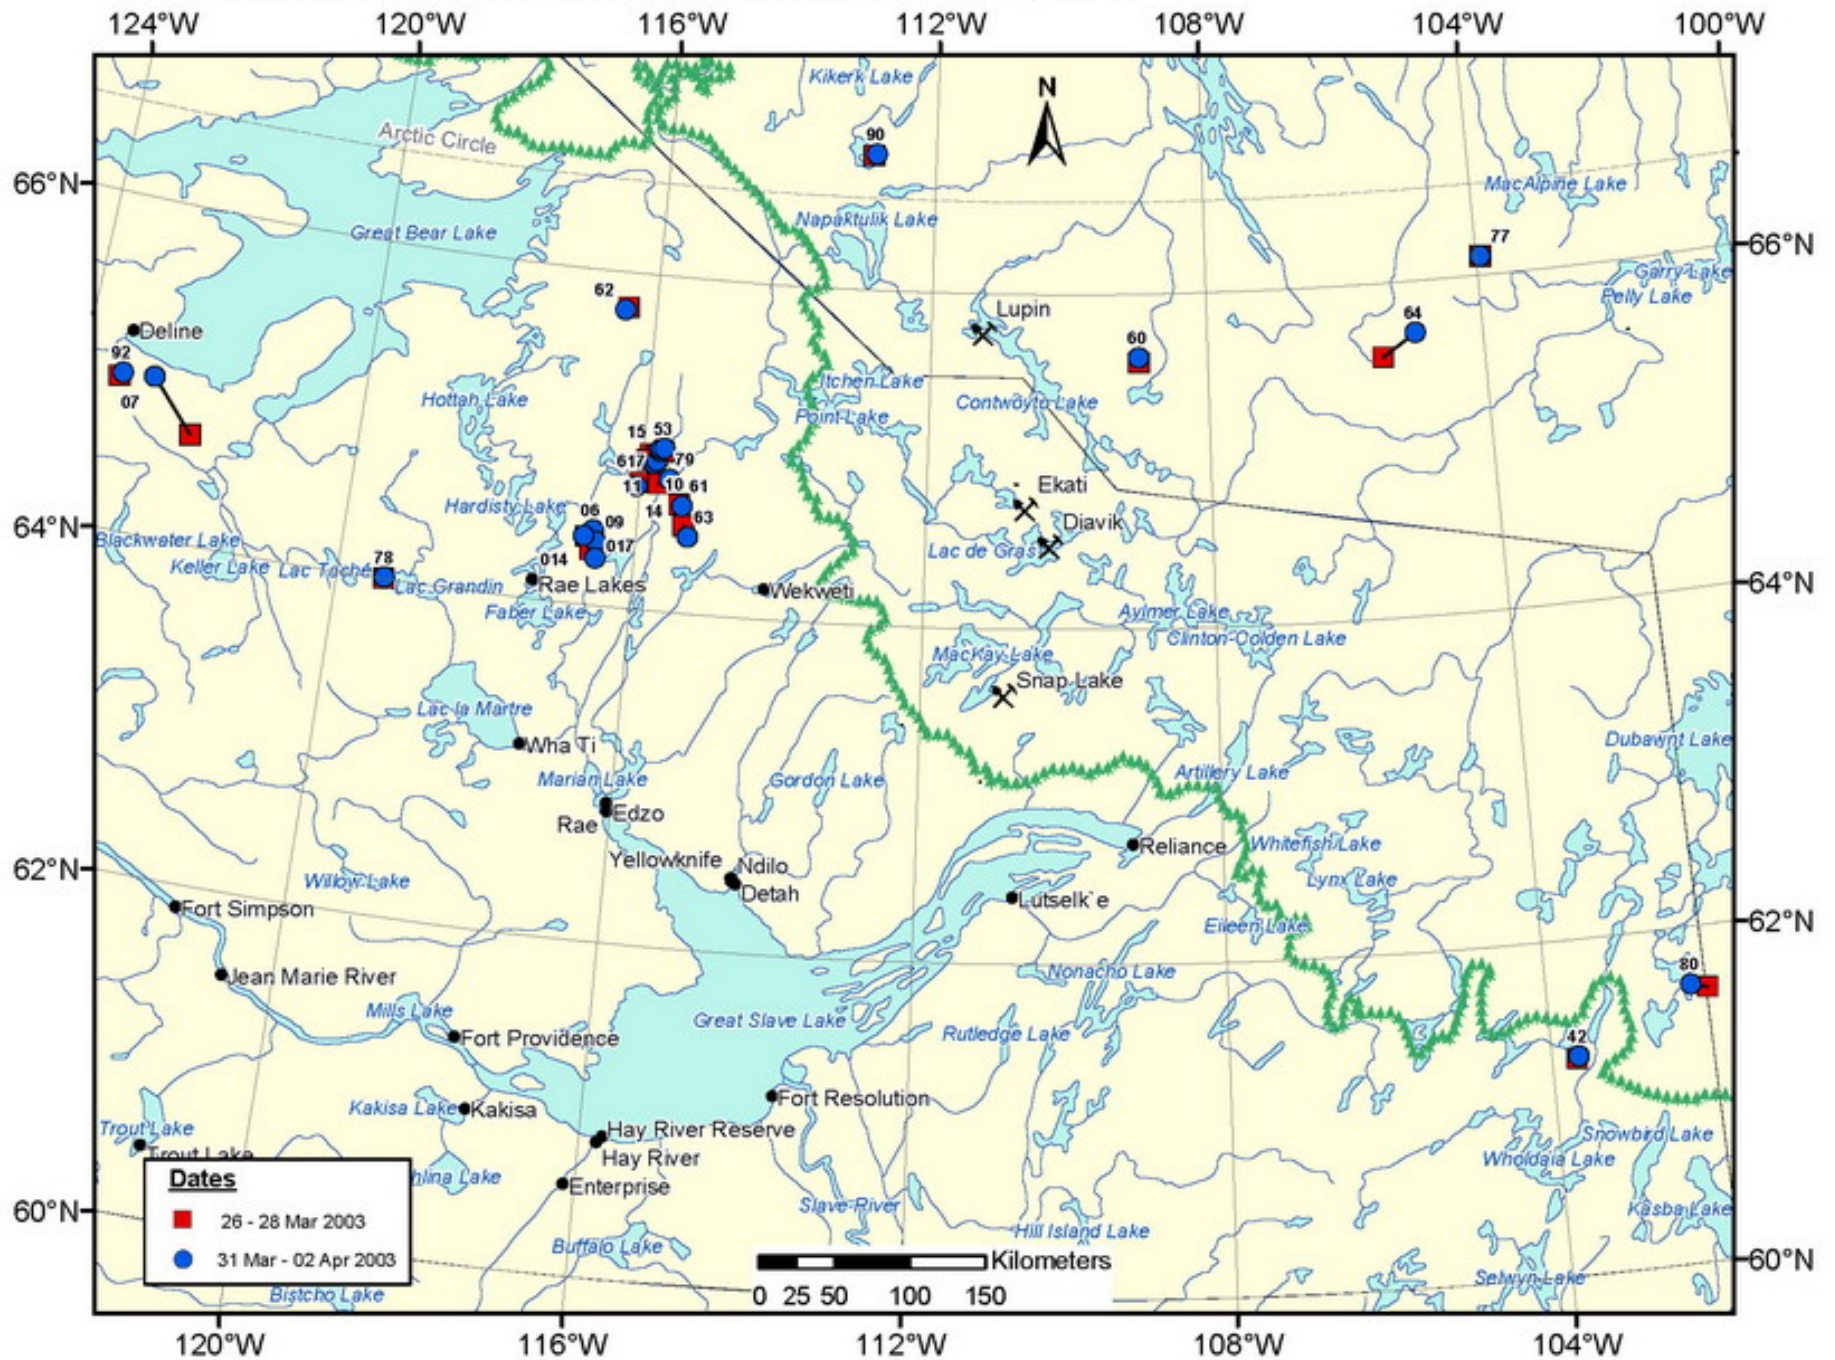 124°W 120°W 116°W 112°W 108°W 104°W 100°W
Kikerk Lake
N
Arctic Circle
90
66°N
MacAlpine Lake
Napaktulik Lake
Great Bear Lake
77
66°N
Garry Lake
62
Pelly Lake
Lupin
64
Deline
60
92
Itchen Lake
07
Hottah Lake
Contwoyto Lake
Point Lake
15 53
617 79
11 10 61
Ekati
Hardisty Lake
06
14
63
09
Diavik
64°N
Blackwater Lake
017
Lac de Gras
78
014
Keller Lake
Lac Taché
Lac Grandin
Rae Lakes
Wekweti
64°N
Faber Lake
Aylmer Lake
Clinton-Colden Lake
MacKay Lake
Snap Lake
Lac la Martre
Wha Ti
Dubawnt Lake
Marian Lake
Gordon Lake
Artillery Lake
Edzo
Rae
Reliance
Whitefish Lake
Yellowknife
Ndilo
62°N
Willow Lake
Detah
Lynx Lake
Lutselk`e
Fort Simpson
Eileen Lake
62°N
80
Jean Marie River
Nonacho Lake
Mills Lake
Great Slave Lake
Rutledge Lake
Fort Providence
42
Fort Resolution
Kakisa Lake
Kakisa
Trout Lake
Hay River Reserve
Snowbird Lake
Trout Lake
Hay River
Wholdaia Lake
Dates
hlina Lake
Enterprise
Slave River
60°N
26 - 28 Mar 2003
Kasba Lake
Hill Island Lake
Buffalo Lake
31 Mar - 02 Apr 2003
Kilometers
60°N
Selwyn Lake
Bistcho Lake
0 25 50 100 150
120°W 116°W 112°W 108°W 104°W